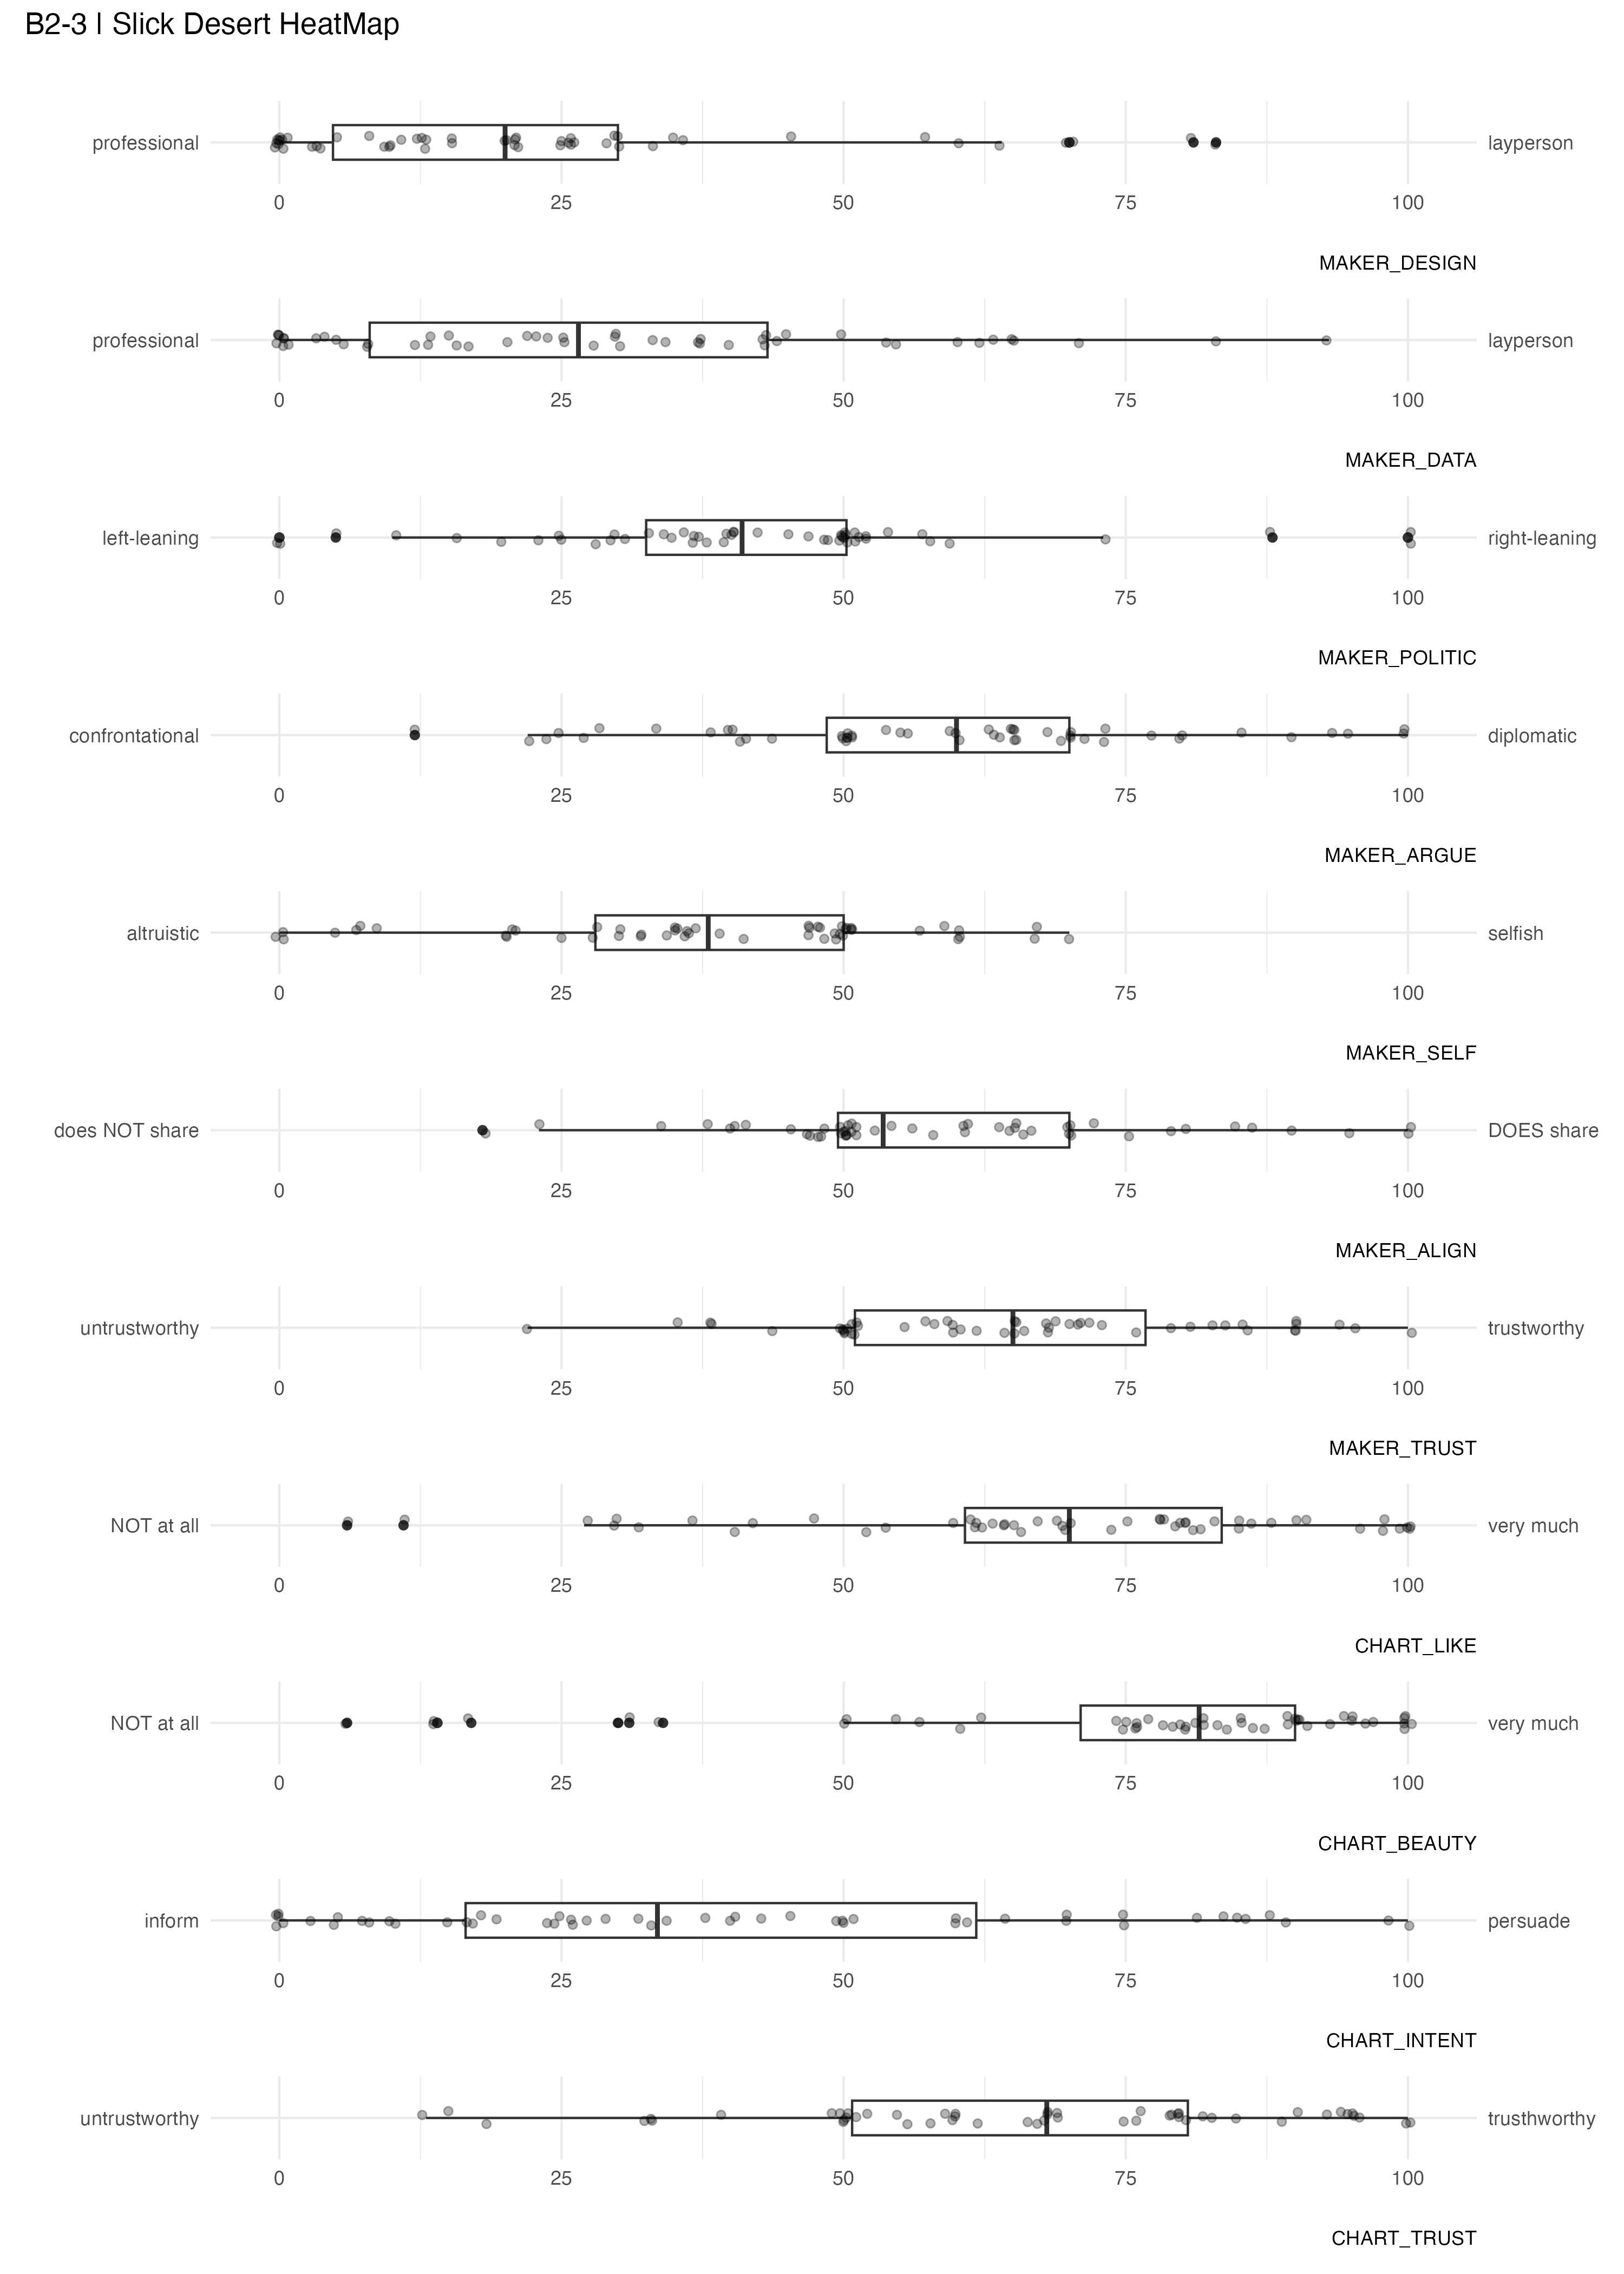 B2-3 | Slick Desert HeatMap
professional layperson
0 25 50 75 100
MAKER_DESIGN
professional layperson
0 25 50 75 100
MAKER_DATA
left-leaning right-leaning
0 25 50 75 100
MAKER_POLITIC
confrontational diplomatic
0 25 50 75 100
MAKER_ARGUE
altruistic selfish
0 25 50 75 100
MAKER_SELF
does NOT share DOES share
0 25 50 75 100
MAKER_ALIGN
untrustworthy trustworthy
0 25 50 75 100
MAKER_TRUST
NOT at all very much
0 25 50 75 100
CHART_LIKE
NOT at all very much
0 25 50 75 100
CHART_BEAUTY
inform persuade
0 25 50 75 100
CHART_INTENT
untrustworthy trusthworthy
0 25 50 75 100
CHART_TRUST